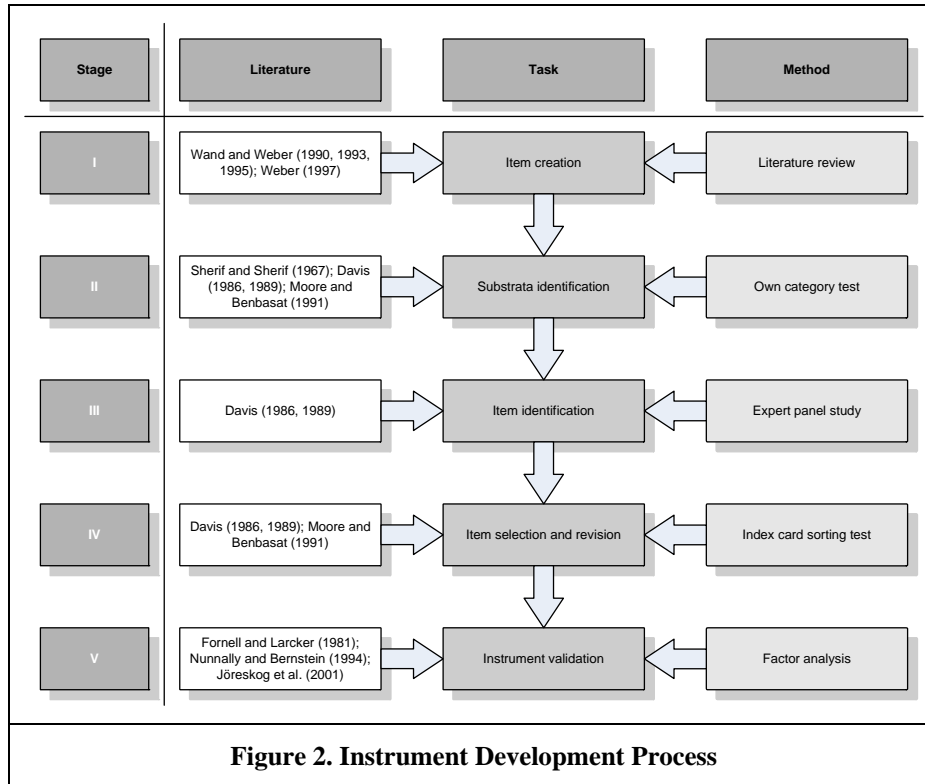 Stage
Literature
Task
Method
I
Wand and Weber (1990, 1993,
1995); Weber (1997)
Item creation
Literature review
II
Sherif and Sherif (1967); Davis
(1986, 1989); Moore and
Benbasat (1991)
Substrata identification
Own category test
III
Davis (1986, 1989)
Item identification
Expert panel study
IV
Davis (1986, 1989); Moore and
Benbasat (1991)
Item selection and revision
Index card sorting test
V
Fornell and Larcker (1981);
Nunnally and Bernstein (1994);
Jöreskog et al. (2001)
Instrument validation
Factor analysis
Figure 2. Instrument Development Process